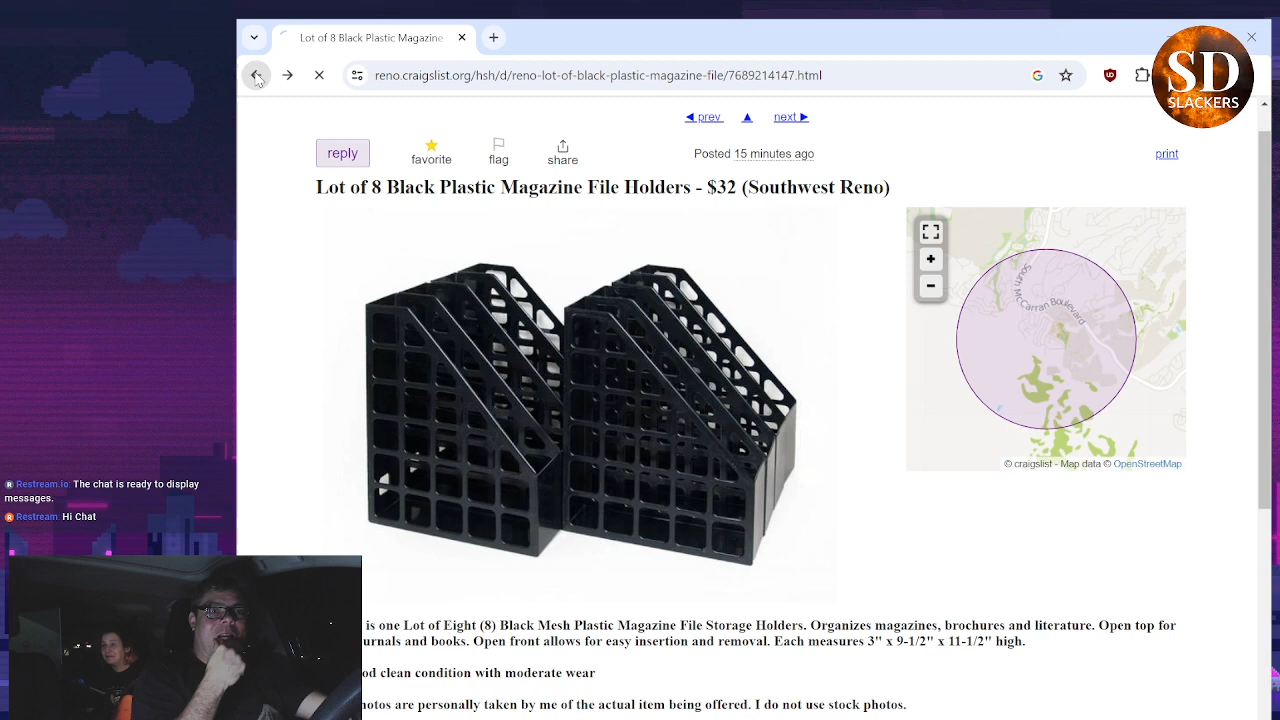 Lot of 8 Black Plastic Magazine
reno.craigslist.org/hsh/d/reno-lot-of-black-plastic-magazine-file/7689214147.html
SD
SLACKERS
◀ prev ▲ next ▶
reply
favorite
flag
share
Posted 15 minutes ago
print
Lot of 8 Black Plastic Magazine File Holders - $32 (Southwest Reno)
+
-
South McCarran Boulevard
© craigslist - Map data © OpenStreetMap
Restream.io: The chat is ready to display
messages.
Restream: Hi Chat
is one Lot of Eight (8) Black Mesh Plastic Magazine File Storage Holders. Organizes magazines, brochures and literature. Open top for
urnals and books. Open front allows for easy insertion and removal. Each measures 3" x 9-1/2" x 11-1/2" high.
od clean condition with moderate wear
otos are personally taken by me of the actual item being offered. I do not use stock photos.